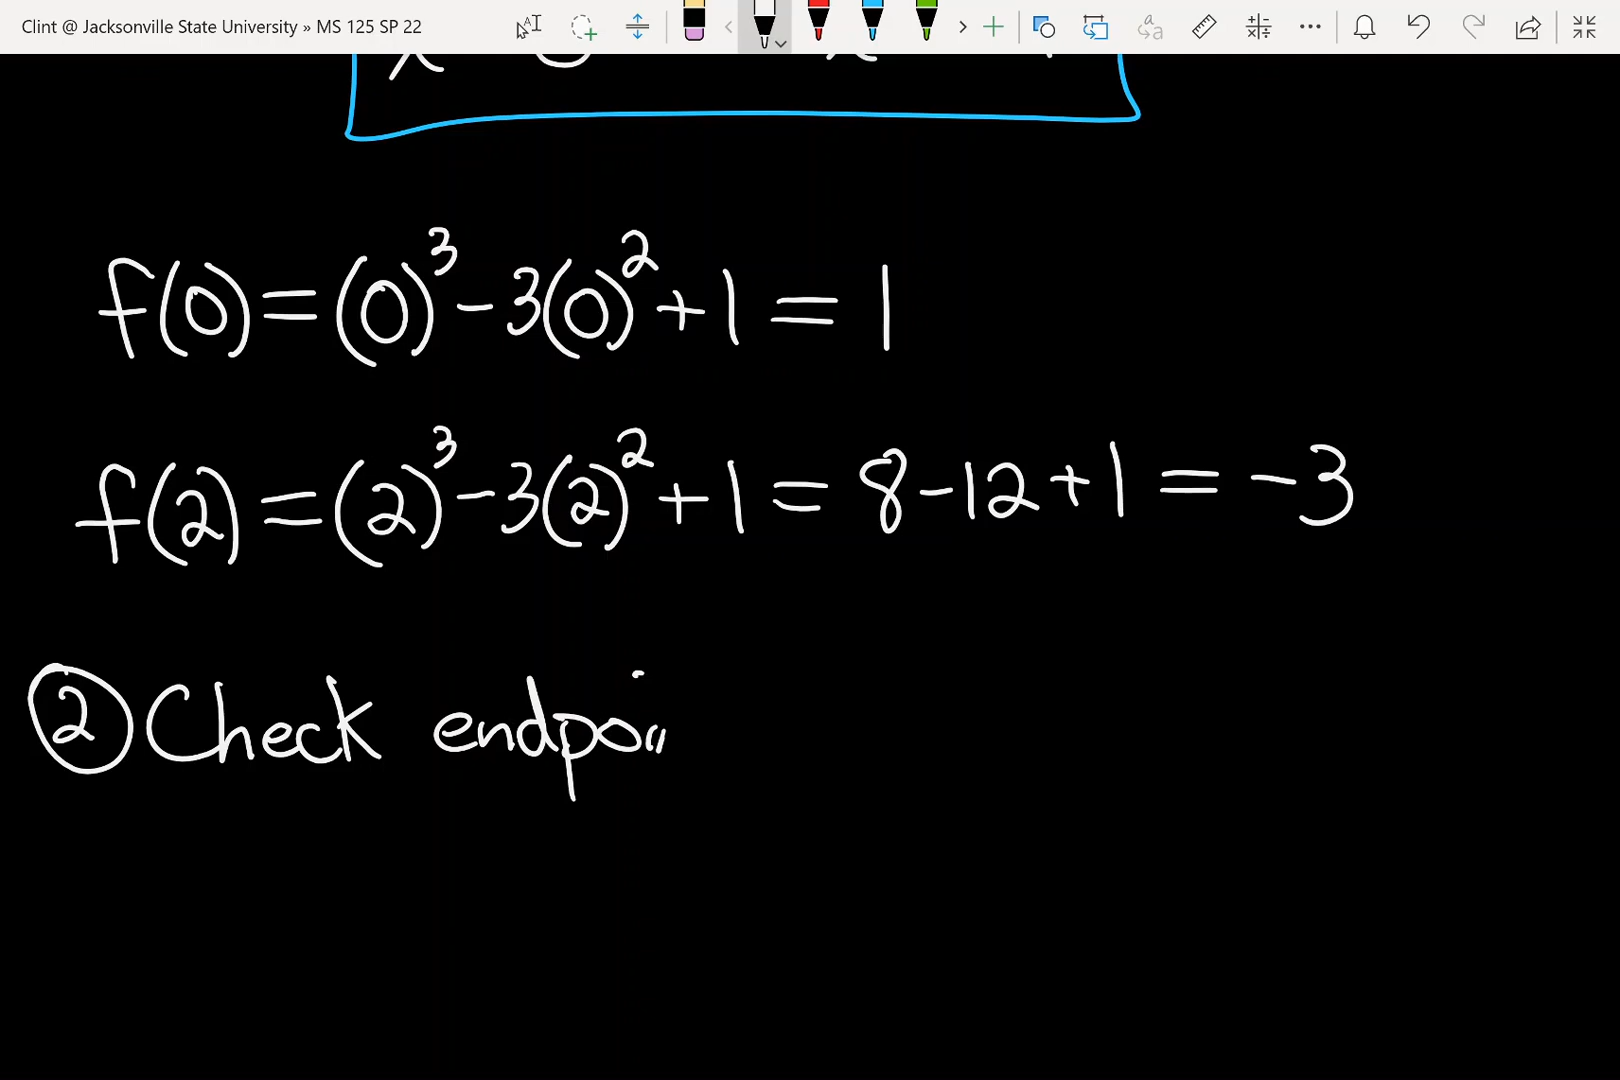 Clint @ Jacksonville State University » MS 125 SP 22
f(0) = (0)³ - 3(0)² + 1 = 1
f(2) = (2)³ - 3(2)² + 1 = 8 - 12 + 1 = -3
② Check endpoi